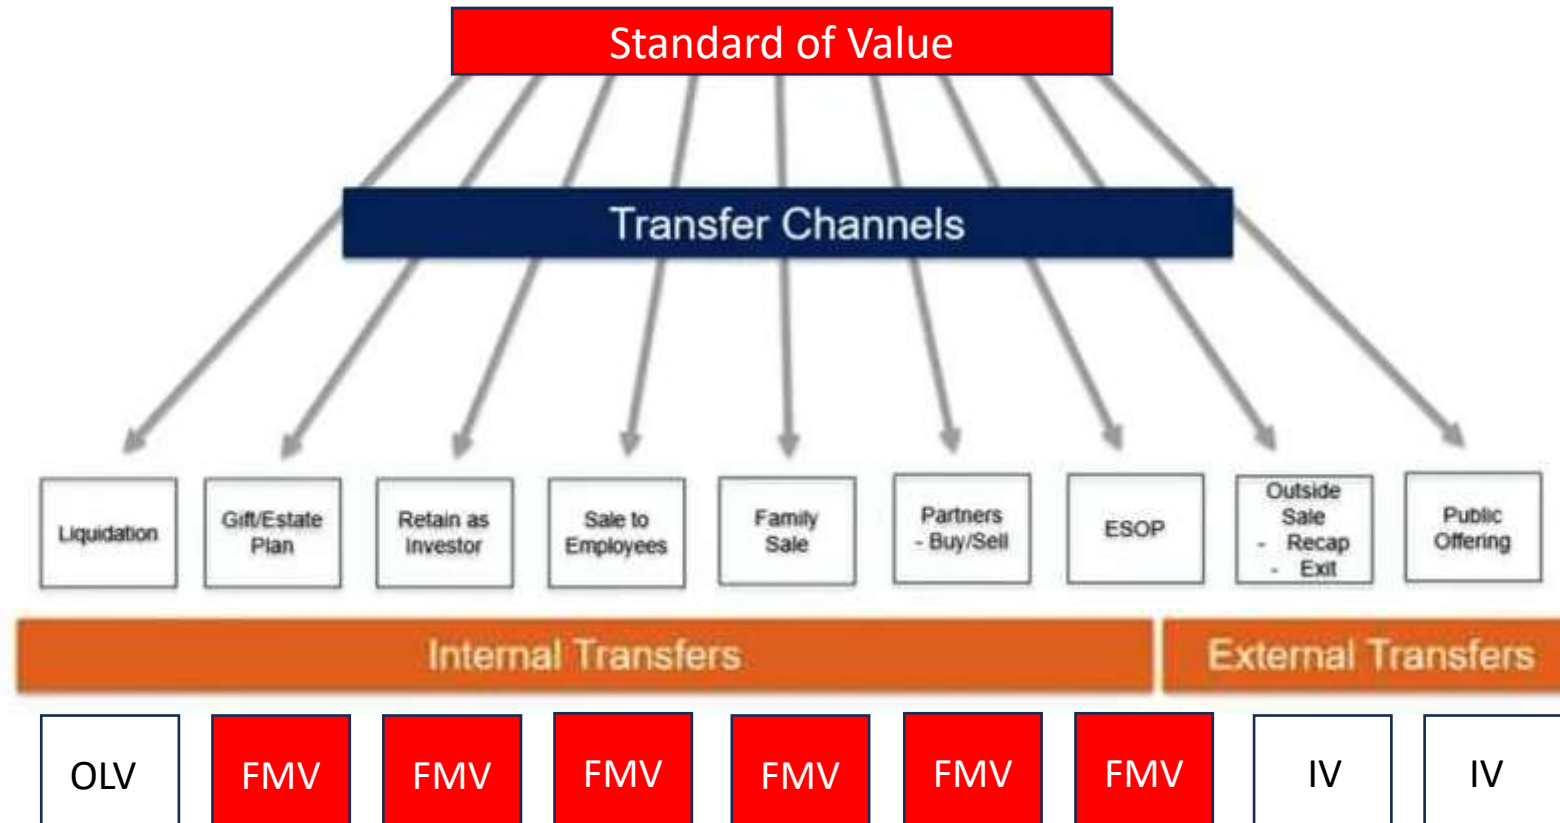 Standard of Value
Transfer Channels
Liquidation
Gift/Estate
Plan
Retain as
Investor
Sale to
Employees
Family
Sale
Partners
- Buy/Sell
ESOP
Outside
Sale
- Recap
- Exit
Public
Offering
Internal Transfers
External Transfers
OLV
FMV
FMV
FMV
FMV
FMV
FMV
IV
IV